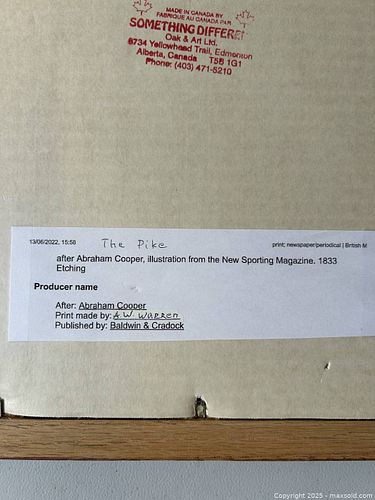 MADE IN CANADA BY
FABRIQUE AU CANADA PAR
SOMETHING DIFFERENT
Oak & Art Ltd.
8734 Yellowhead Trail, Edmonton
Alberta, Canada T5B 1G1
Phone: (403) 471-5210
13/06/2022, 15:58 The Pike print; newspaper/periodical | British M
after Abraham Cooper, illustration from the New Sporting Magazine. 1833
Etching
Producer name
After: Abraham Cooper
Print made by: A.W. WARREN
Published by: Baldwin & Cradock
Copyright © 2025 - maxsold.com